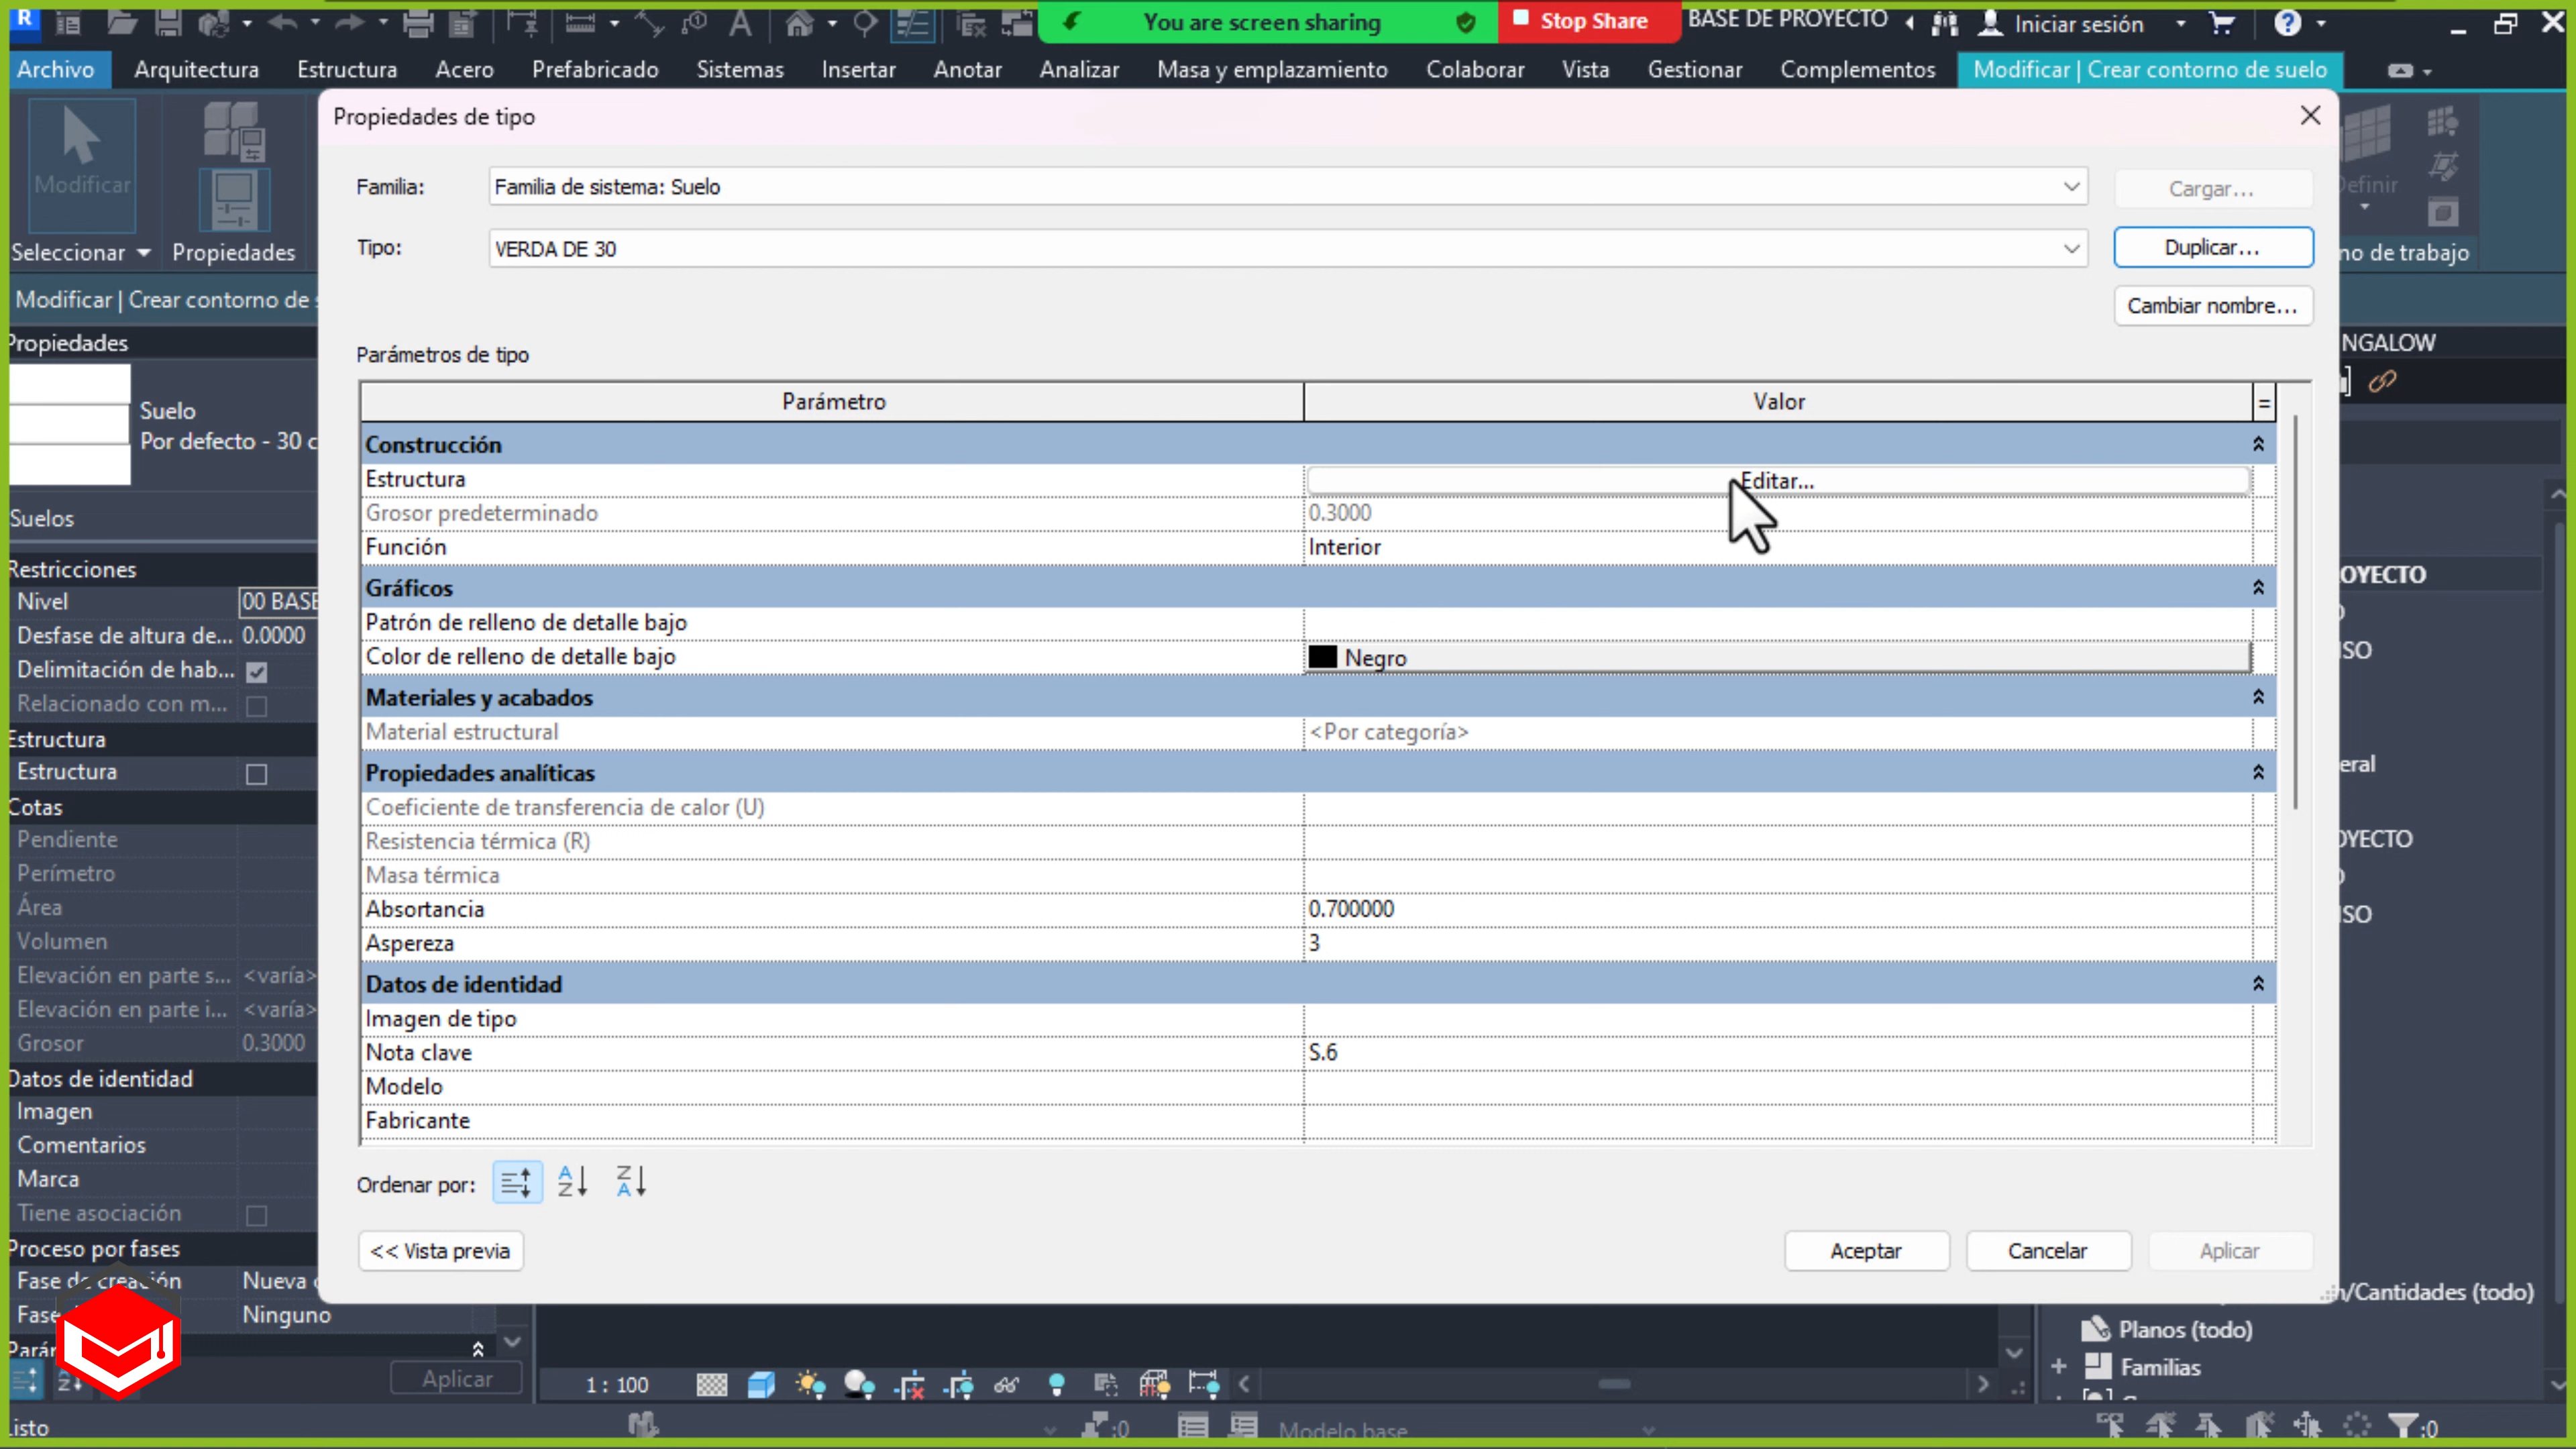 You are screen sharing
Stop Share
BASE DE PROYECTO
Iniciar sesión
Archivo Arquitectura Estructura Acero Prefabricado Sistemas Insertar Anotar Analizar Masa y emplazamiento Colaborar Vista Gestionar Complementos Modificar | Crear contorno de suelo
Modificar
Seleccionar
Propiedades
Modificar | Crear contorno de s
Propiedades
Suelo
Por defecto - 30 c
Suelos
Restricciones
Nivel 00 BASE
Desfase de altura de... 0.0000
Delimitación de hab...
Relacionado con m...
Estructura
Estructura
Cotas
Pendiente
Perímetro
Área
Volumen
Elevación en parte s... <varía>
Elevación en parte i... <varía>
Grosor 0.3000
Datos de identidad
Imagen
Comentarios
Marca
Tiene asociación
Proceso por fases
Fase de creación Nueva
Fase Ninguno
Pará
Aplicar
Propiedades de tipo
Familia: Familia de sistema: Suelo
Cargar...
Tipo: VERDA DE 30
Duplicar...
Cambiar nombre...
Parámetros de tipo
Parámetro Valor =
Construcción
Estructura Editar...
Grosor predeterminado 0.3000
Función Interior
Gráficos
Patrón de relleno de detalle bajo
Color de relleno de detalle bajo Negro
Materiales y acabados
Material estructural <Por categoría>
Propiedades analíticas
Coeficiente de transferencia de calor (U)
Resistencia térmica (R)
Masa térmica
Absortancia 0.700000
Aspereza 3
Datos de identidad
Imagen de tipo
Nota clave S.6
Modelo
Fabricante
Ordenar por:
<< Vista previa
Aceptar
Cancelar
Aplicar
efinir
no de trabajo
NGALOW
OYECTO
ISO
eral
OYECTO
ISO
n/Cantidades (todo)
Planos (todo)
Familias
1 : 100
isto
:0
Modelo base
:0